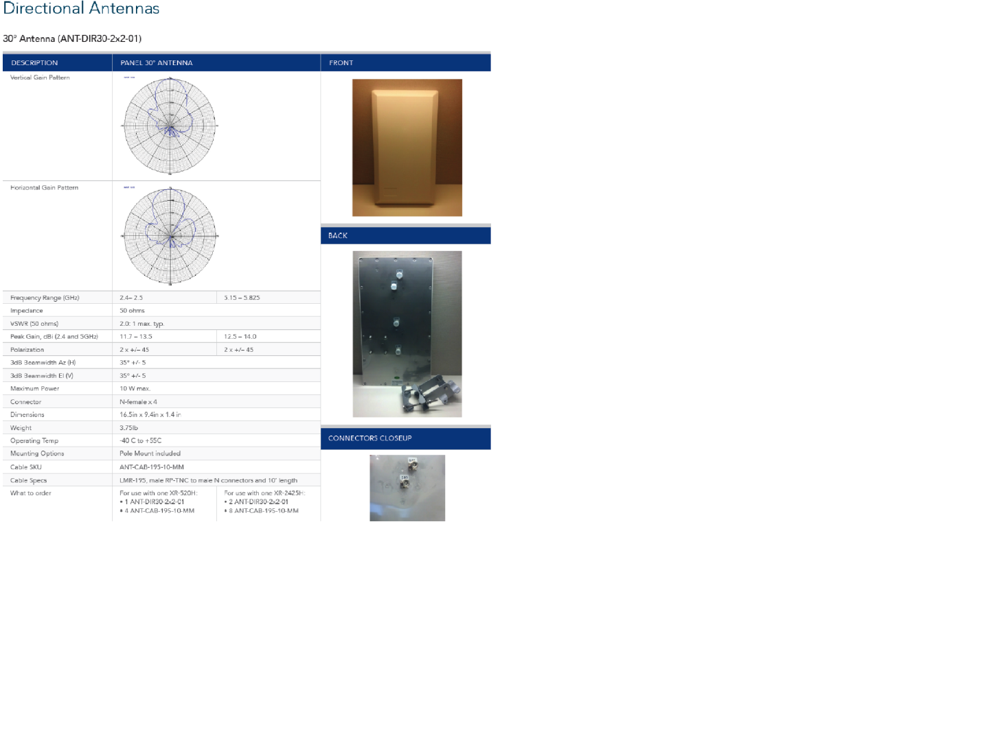 Directional Antennas
30° Antenna (ANT-DIR30-2x2-01)
DESCRIPTION PANEL 30° ANTENNA FRONT
Vertical Gain Pattern
Horizontal Gain Pattern
BACK
Frequency Range (GHz) 2.4– 2.5 5.15 – 5.825
Impedance 50 ohms
VSWR (50 ohms) 2.0: 1 max. typ.
Peak Gain, dBi (2.4 and 5GHz) 11.7 – 13.5 12.5 – 14.0
Polarization 2 x +/– 45 2 x +/– 45
3dB Beamwidth Az (H) 35° +/- 5
3dB Beamwidth El (V) 35° +/- 5
Maximum Power 10 W max.
Connector N-female x 4
Dimensions 16.5in x 9.4in x 1.4 in
Weight 3.75lb
Operating Temp -40 C to +55C
CONNECTORS CLOSEUP
Mounting Options Pole Mount included
Cable SKU ANT-CAB-195-10-MM
Cable Specs LMR-195, male RP-TNC to male N connectors and 10' length
What to order For use with one XR-520H: For use with one XR-2425H:
• 1 ANT-DIR30-2x2-01 • 2 ANT-DIR30-2x2-01
• 4 ANT-CAB-195-10-MM • 8 ANT-CAB-195-10-MM